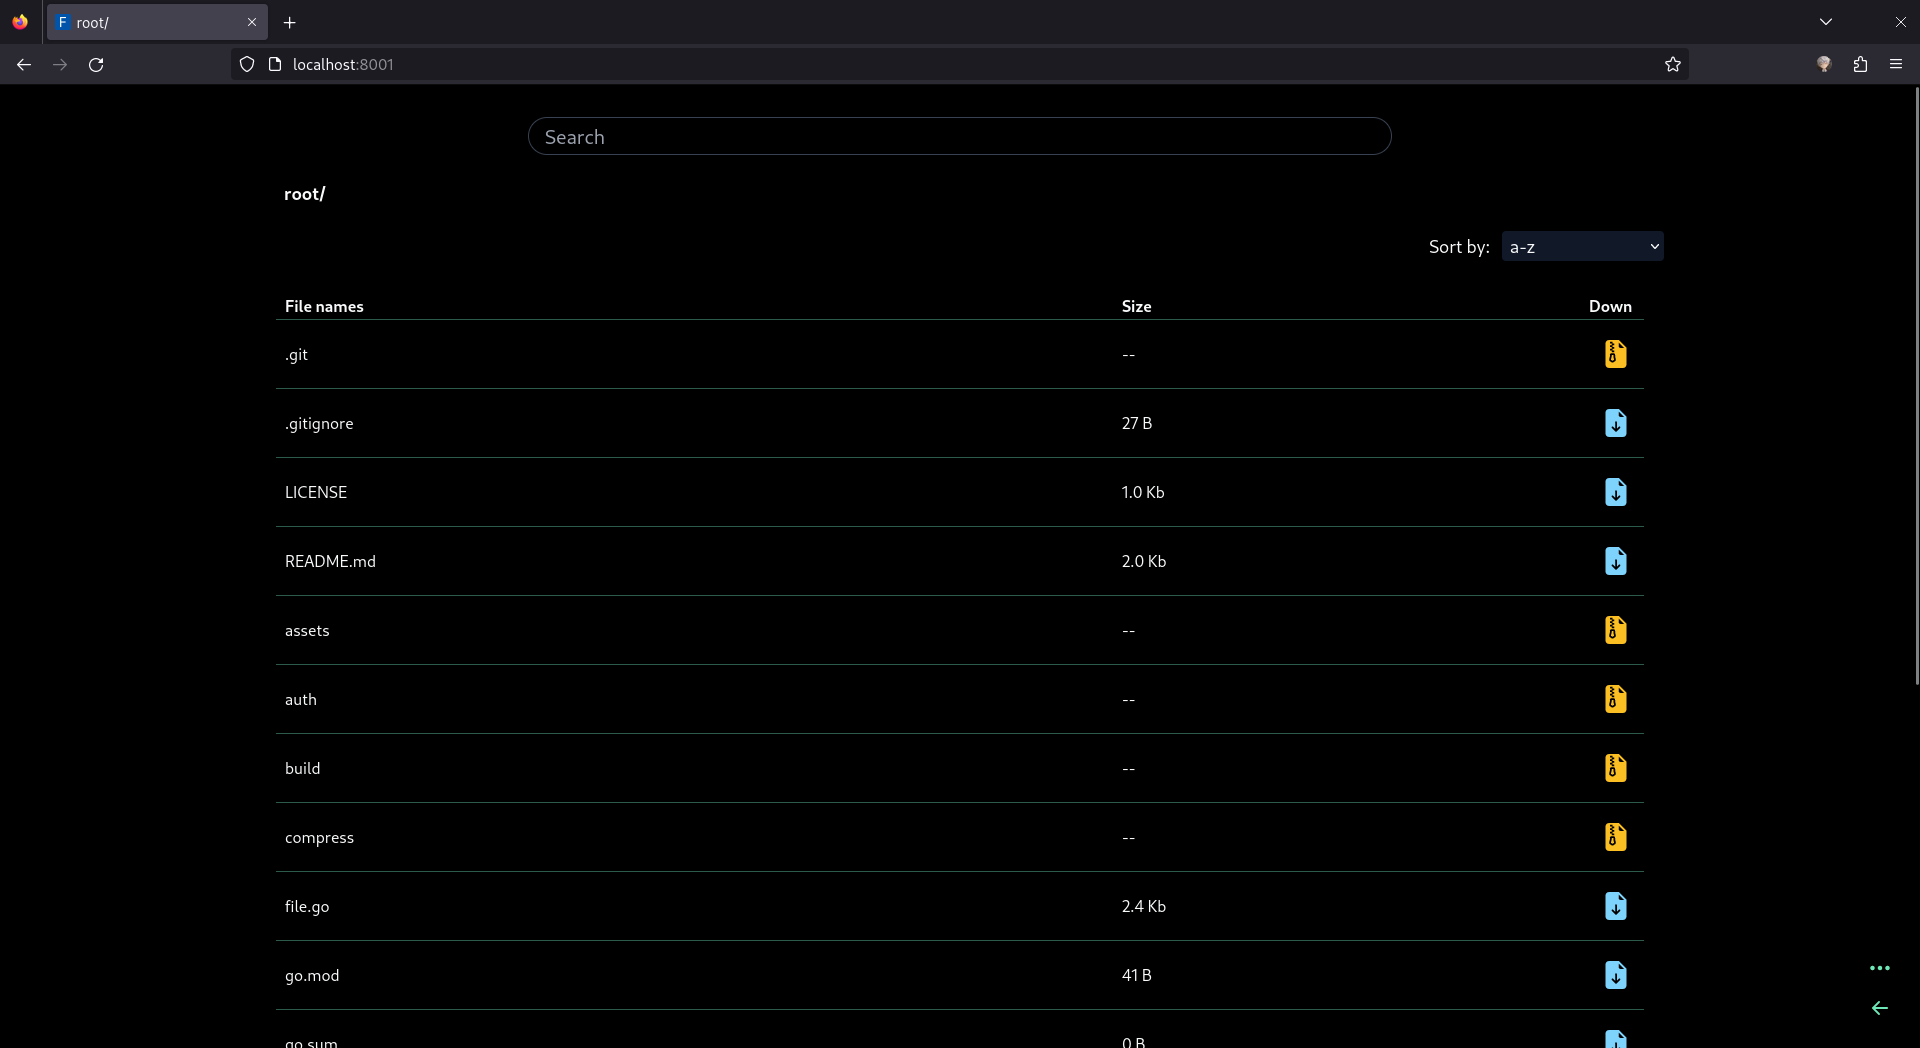 F root/
localhost:8001
Search
root/
Sort by: a-z
File names Size Down
.git --
.gitignore 27 B
LICENSE 1.0 Kb
README.md 2.0 Kb
assets --
auth --
build --
compress --
file.go 2.4 Kb
go.mod 41 B
go.sum 0 B